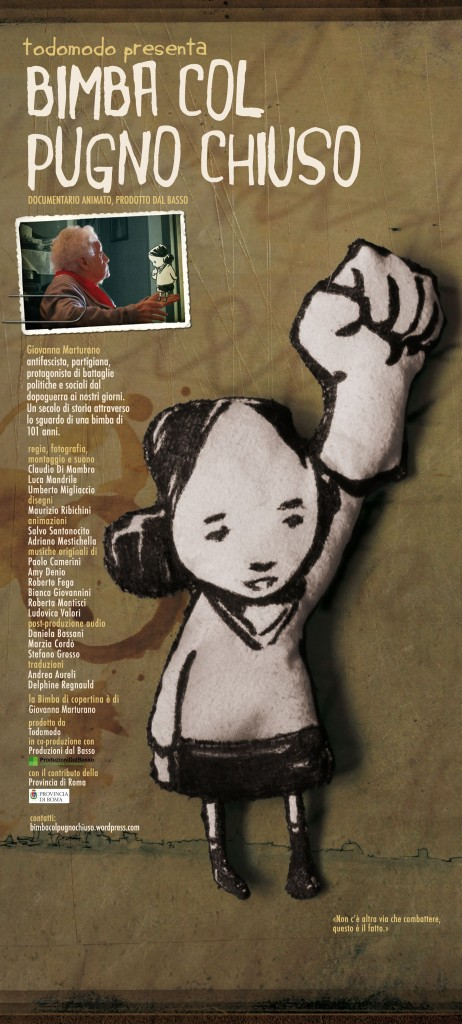 todomodo presenta
BIMBA COL
PUGNO CHIUSO
DOCUMENTARIO ANIMATO, PRODOTTO DAL BASSO
Giovanna Marturano
antifascista, partigiana,
protagonista di battaglie
politiche e sociali dal
dopoguerra ai nostri giorni.
Un secolo di storia attraverso
lo sguardo di una bimba di
101 anni.
regia, fotografia,
montaggio e suono
Claudio Di Mambro
Luca Mandrile
Umberto Migliaccio
disegni
Maurizio Ribichini
animazioni
Salvo Santonocito
Adriano Mestichella
musiche originali di
Paolo Camerini
Amy Denio
Roberto Fega
Bianca Giovannini
Roberta Montisci
Ludovica Valori
post-produzione audio
Daniela Bassani
Marzia Cordò
Stefano Grosso
traduzioni
Andrea Aureli
Delphine Regnauld
la Bimba di copertina è di
Giovanna Marturano
prodotto da
Todomodo
in co-produzione con
Produzioni dal Basso
ProduzioniDalBasso
con il contributo della
Provincia di Roma
PROVINCIA
DI ROMA
contatti:
bimbacolpugnochiuso.wordpress.com
«Non c'è altra via che combattere,
questo è il fatto.»